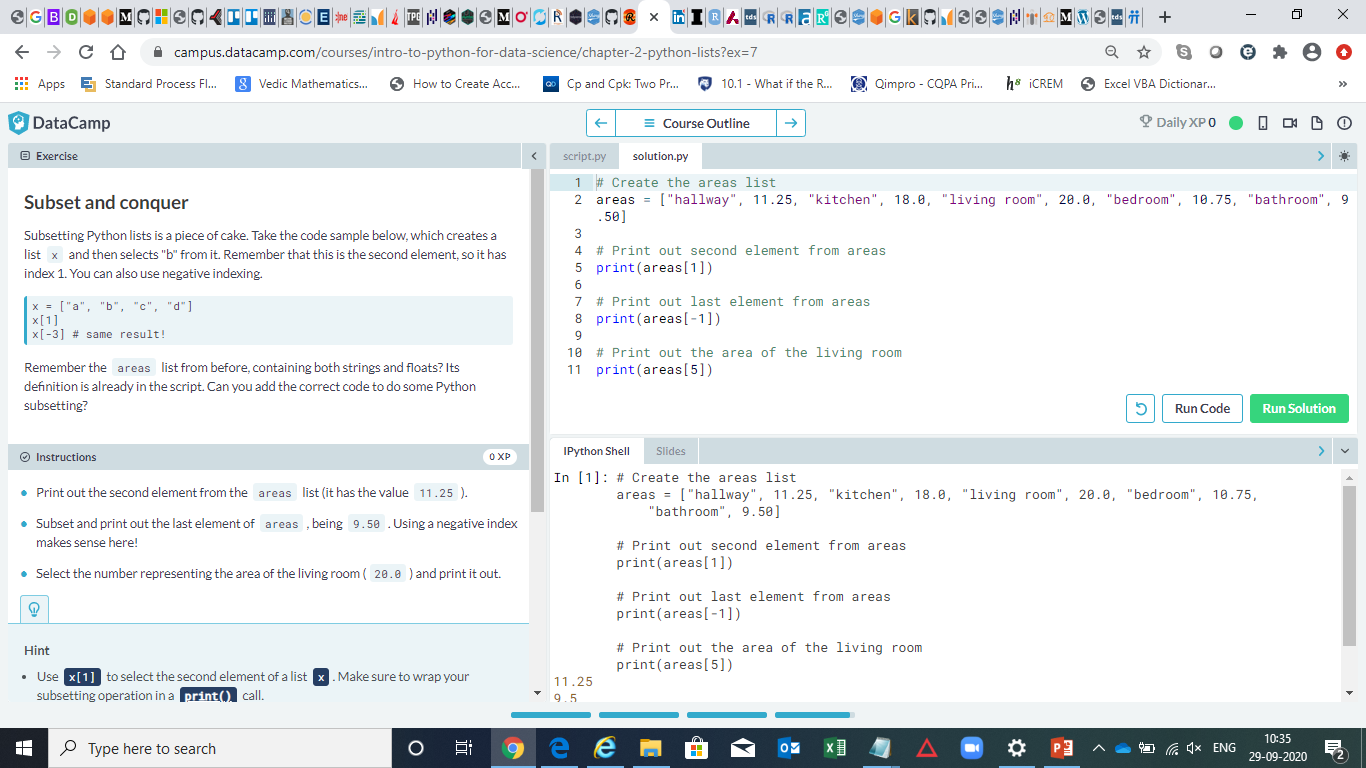 campus.datacamp.com/courses/intro-to-python-for-data-science/chapter-2-python-lists?ex=7
Apps
Standard Process Fl...
Vedic Mathematics...
How to Create Acc...
Cp and Cpk: Two Pr...
10.1 - What if the R...
Qimpro - CQPA Pri...
iCREM
Excel VBA Dictionar...
»
DataCamp
Course Outline
Daily XP 0
Exercise
Subset and conquer
Subsetting Python lists is a piece of cake. Take the code sample below, which creates a
list x and then selects "b" from it. Remember that this is the second element, so it has
index 1. You can also use negative indexing.
x = ["a", "b", "c", "d"]
x[1]
x[-3] # same result!
Remember the areas list from before, containing both strings and floats? Its
definition is already in the script. Can you add the correct code to do some Python
subsetting?
Instructions
0 XP
• Print out the second element from the areas list (it has the value 11.25 ).
• Subset and print out the last element of areas , being 9.50 . Using a negative index
makes sense here!
• Select the number representing the area of the living room ( 20.0 ) and print it out.
Hint
• Use x[1] to select the second element of a list x . Make sure to wrap your
subsetting operation in a print() call.
script.py
solution.py
1 # Create the areas list
2 areas = ["hallway", 11.25, "kitchen", 18.0, "living room", 20.0, "bedroom", 10.75, "bathroom", 9
.50]
3
4 # Print out second element from areas
5 print(areas[1])
6
7 # Print out last element from areas
8 print(areas[-1])
9
10 # Print out the area of the living room
11 print(areas[5])
Run Code
Run Solution
IPython Shell
Slides
In [1]: # Create the areas list
areas = ["hallway", 11.25, "kitchen", 18.0, "living room", 20.0, "bedroom", 10.75,
"bathroom", 9.50]
# Print out second element from areas
print(areas[1])
# Print out last element from areas
print(areas[-1])
# Print out the area of the living room
print(areas[5])
11.25
9.5
Type here to search
ENG
10:35
29-09-2020
2